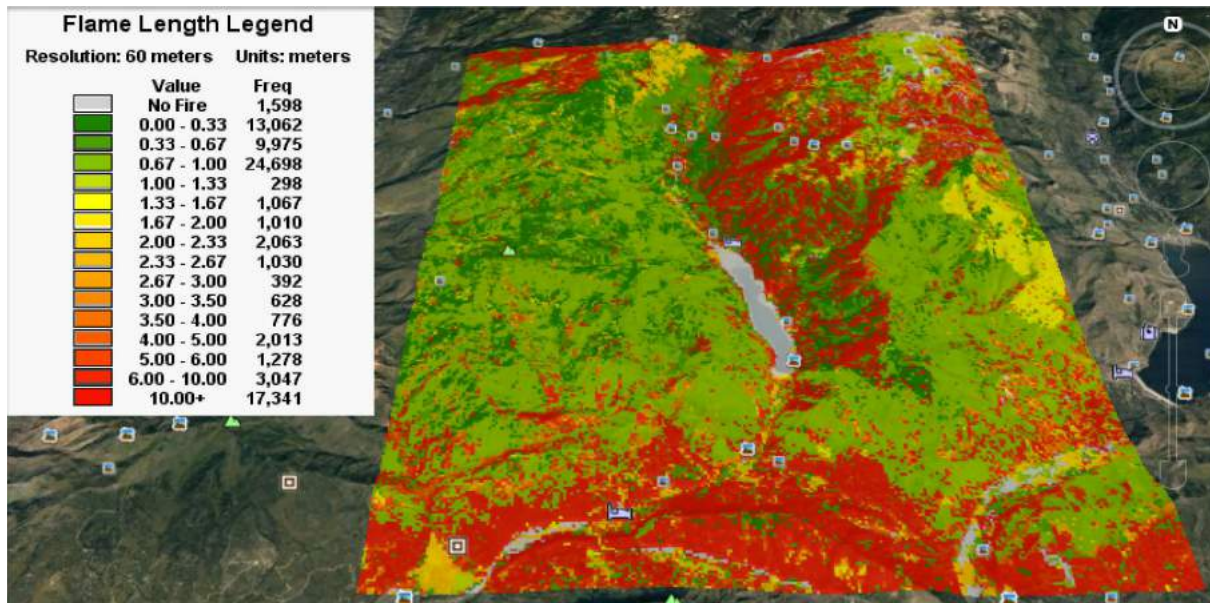 Flame Length Legend
Resolution: 60 meters Units: meters
Value Freq
No Fire 1,598
0.00 - 0.33 13,062
0.33 - 0.67 9,975
0.67 - 1.00 24,698
1.00 - 1.33 298
1.33 - 1.67 1,067
1.67 - 2.00 1,010
2.00 - 2.33 2,063
2.33 - 2.67 1,030
2.67 - 3.00 392
3.00 - 3.50 628
3.50 - 4.00 776
4.00 - 5.00 2,013
5.00 - 6.00 1,278
6.00 - 10.00 3,047
10.00+ 17,341
N